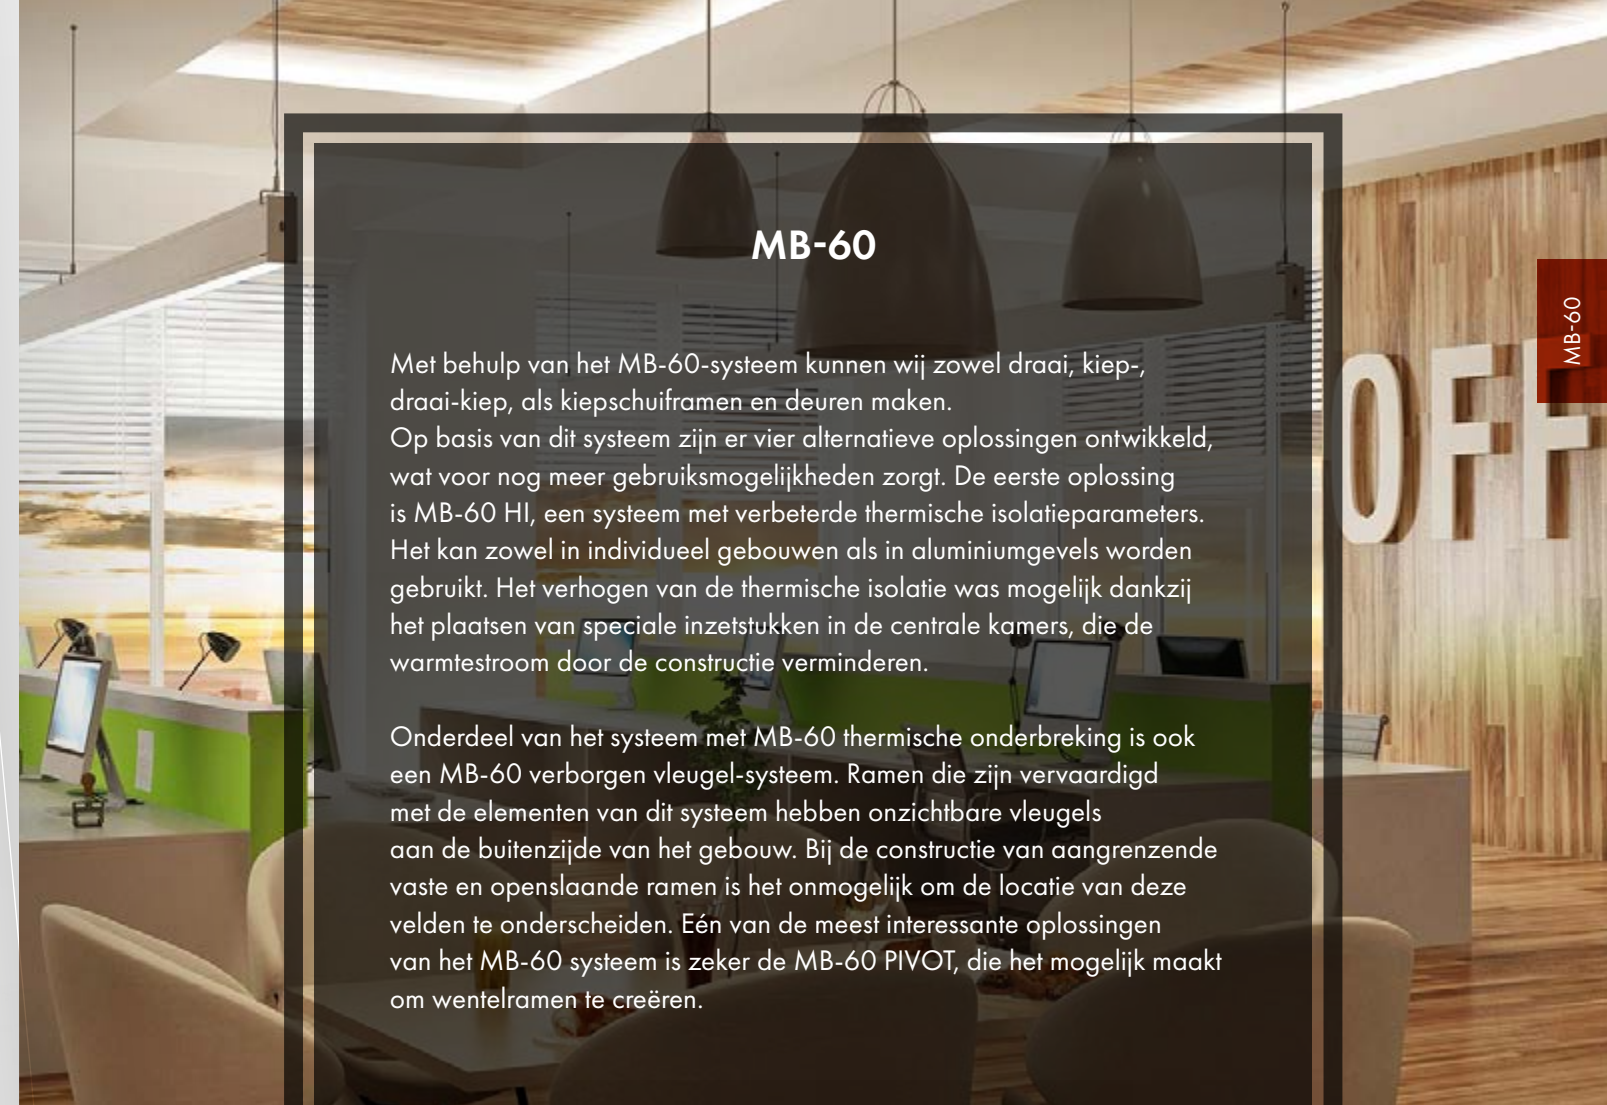 MB-60
MB-60
Met behulp van het MB-60-systeem kunnen wij zowel draai, kiep-,
draai-kiep, als kiepschuiframen en deuren maken.
Op basis van dit systeem zijn er vier alternatieve oplossingen ontwikkeld,
wat voor nog meer gebruiksmogelijkheden zorgt. De eerste oplossing
is MB-60 HI, een systeem met verbeterde thermische isolatieparameters.
Het kan zowel in individueel gebouwen als in aluminiumgevels worden
gebruikt. Het verhogen van de thermische isolatie was mogelijk dankzij
het plaatsen van speciale inzetstukken in de centrale kamers, die de
warmtestroom door de constructie verminderen.
Onderdeel van het systeem met MB-60 thermische onderbreking is ook
een MB-60 verborgen vleugel-systeem. Ramen die zijn vervaardigd
met de elementen van dit systeem hebben onzichtbare vleugels
aan de buitenzijde van het gebouw. Bij de constructie van aangrenzende
vaste en openslaande ramen is het onmogelijk om de locatie van deze
velden te onderscheiden. Eén van de meest interessante oplossingen
van het MB-60 systeem is zeker de MB-60 PIVOT, die het mogelijk maakt
om wentelramen te creëren.
OFF